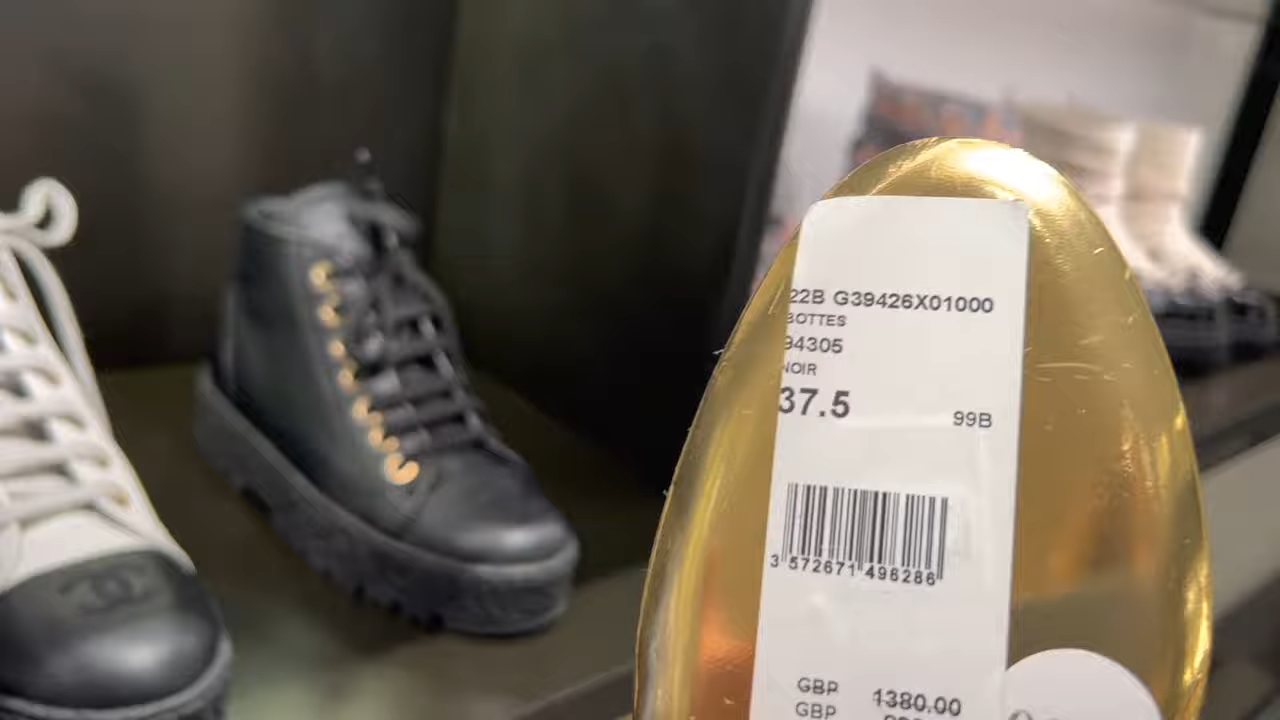 22B G39426X01000
BOTTES
94305
NOIR
37.5 99B
3 572671 496286
GBP 1380.00
GBP